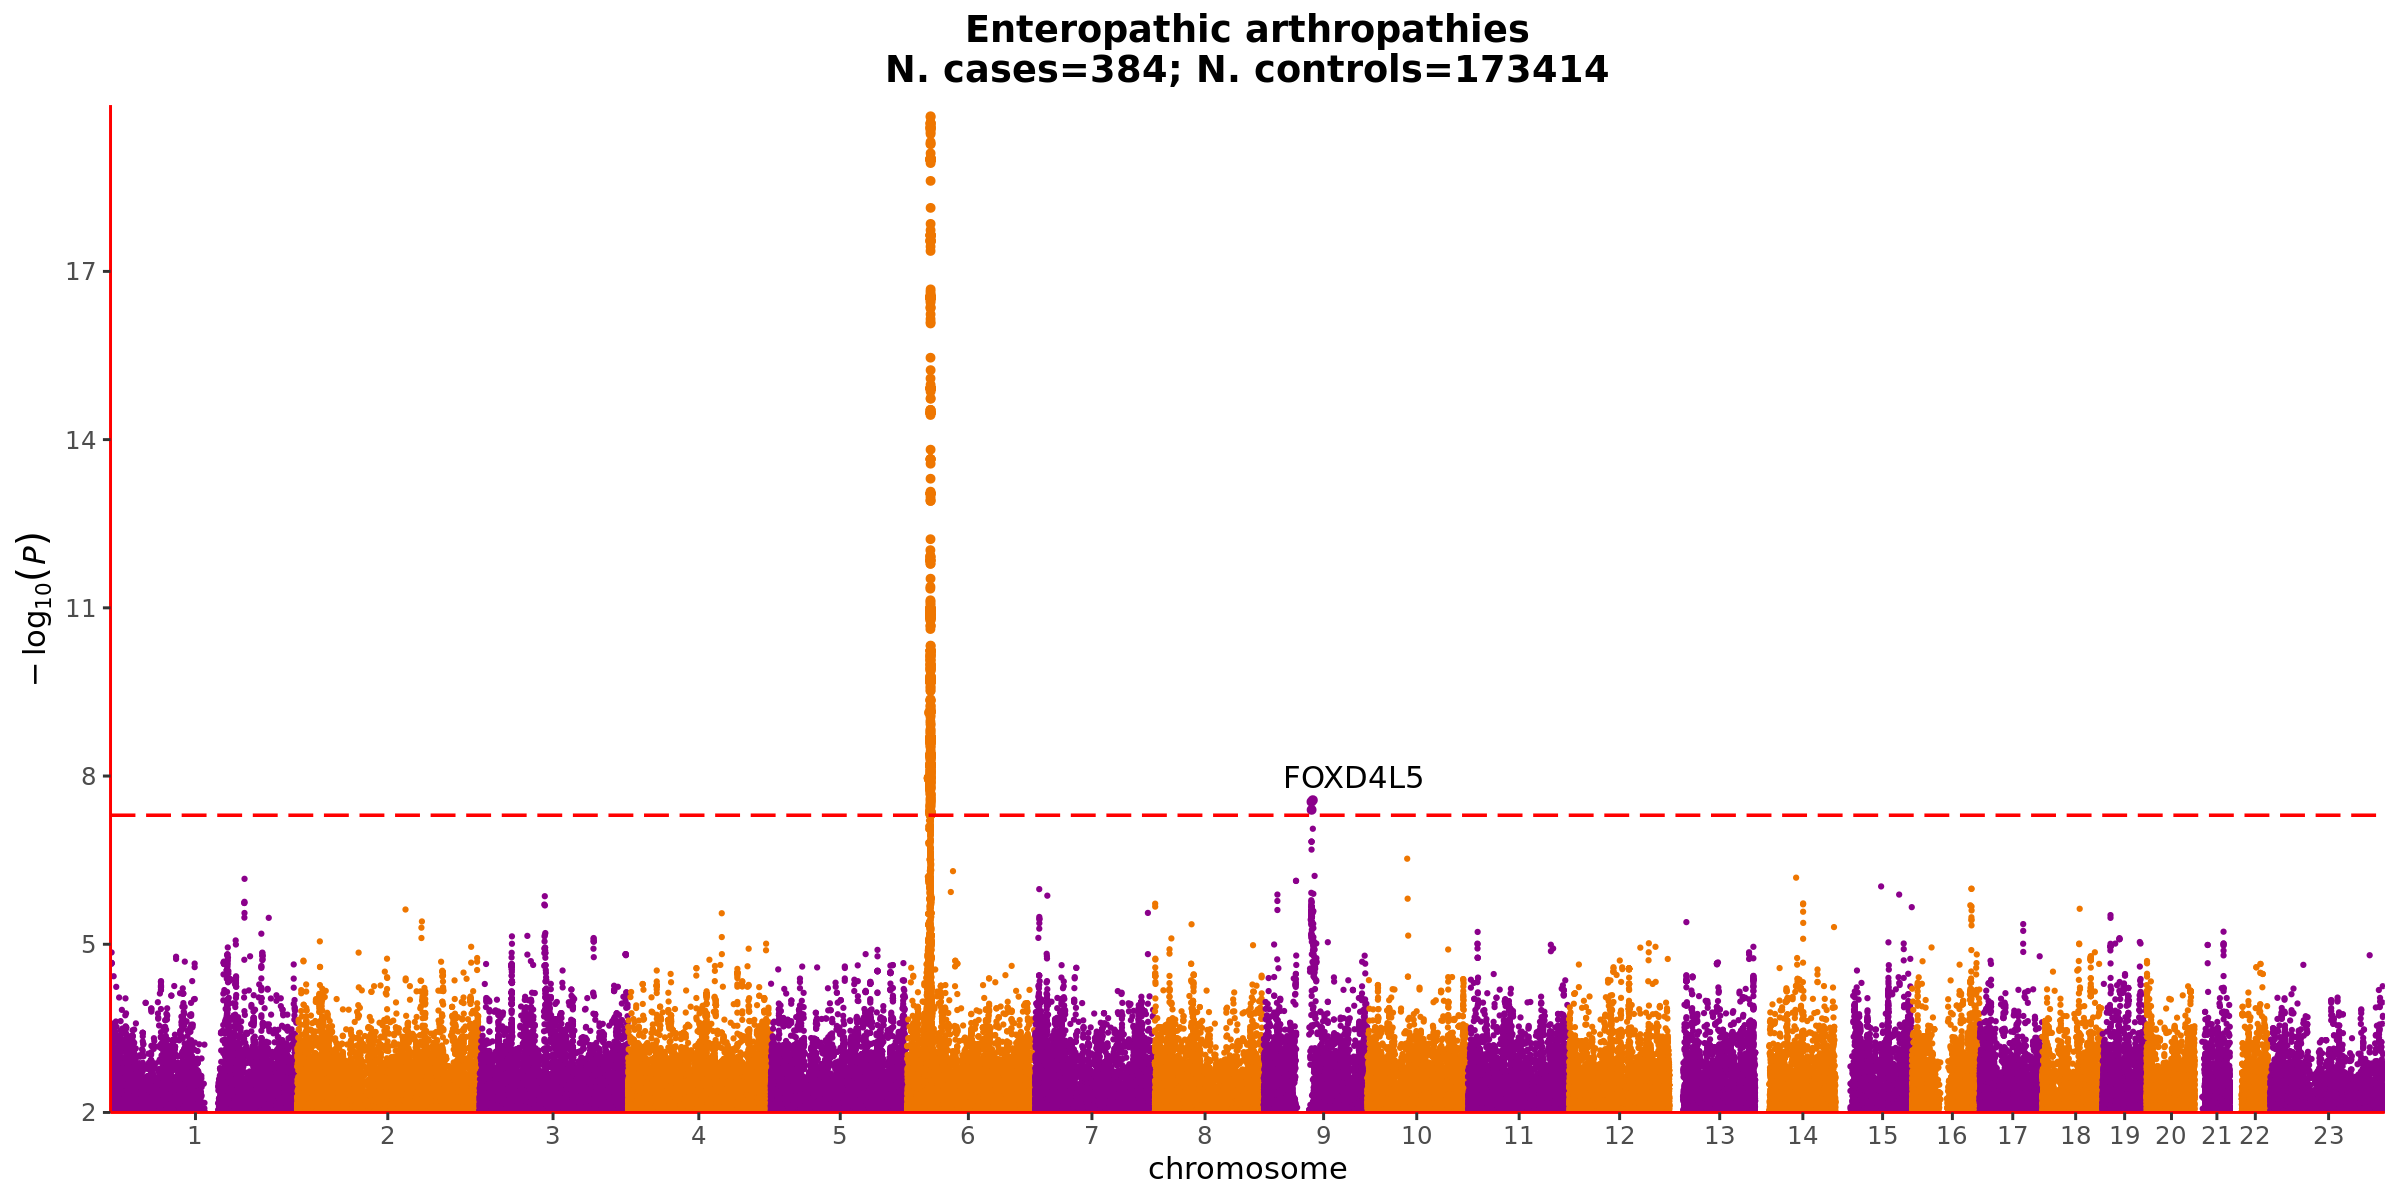 Enteropathic arthropathies
N. cases=384; N. controls=173414
17
14
11
8
5
2
−log10(P)
FOXD4L5
1 2 3 4 5 6 7 8 9 10 11 12 13 14 15 16 17 18 19 20 21 22 23
chromosome